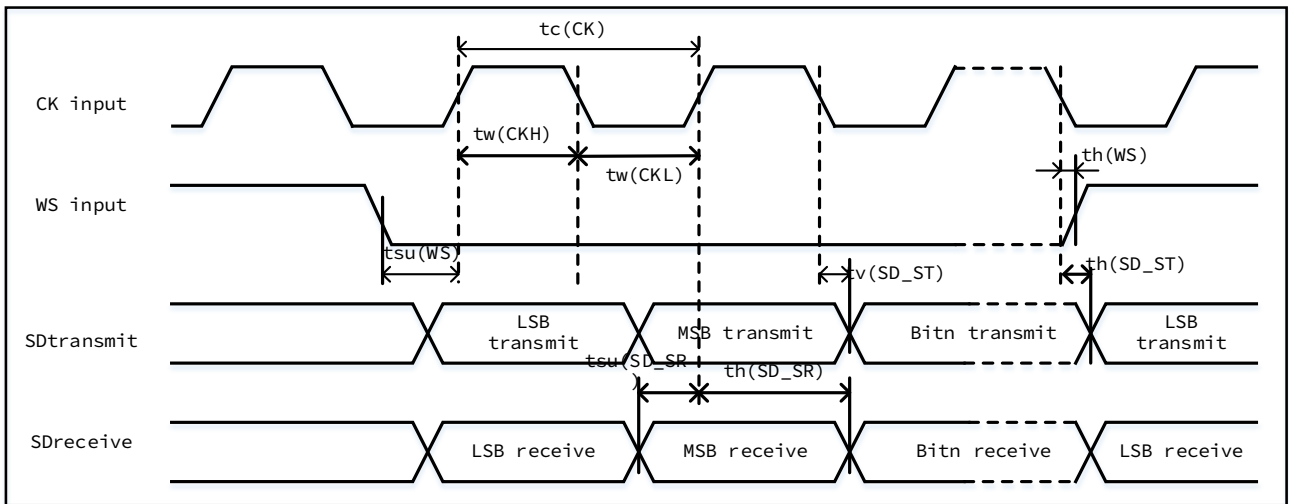 tc(CK)
CK input
tw(CKH)
tw(CKL)
th(WS)
WS input
tsu(WS)
tv(SD_ST)
th(SD_ST)
SDtransmit
LSB
transmit
MSB transmit
Bitn transmit
LSB
transmit
tsu(SD_SR
)
th(SD_SR)
SDreceive
LSB receive
MSB receive
Bitn receive
LSB receive